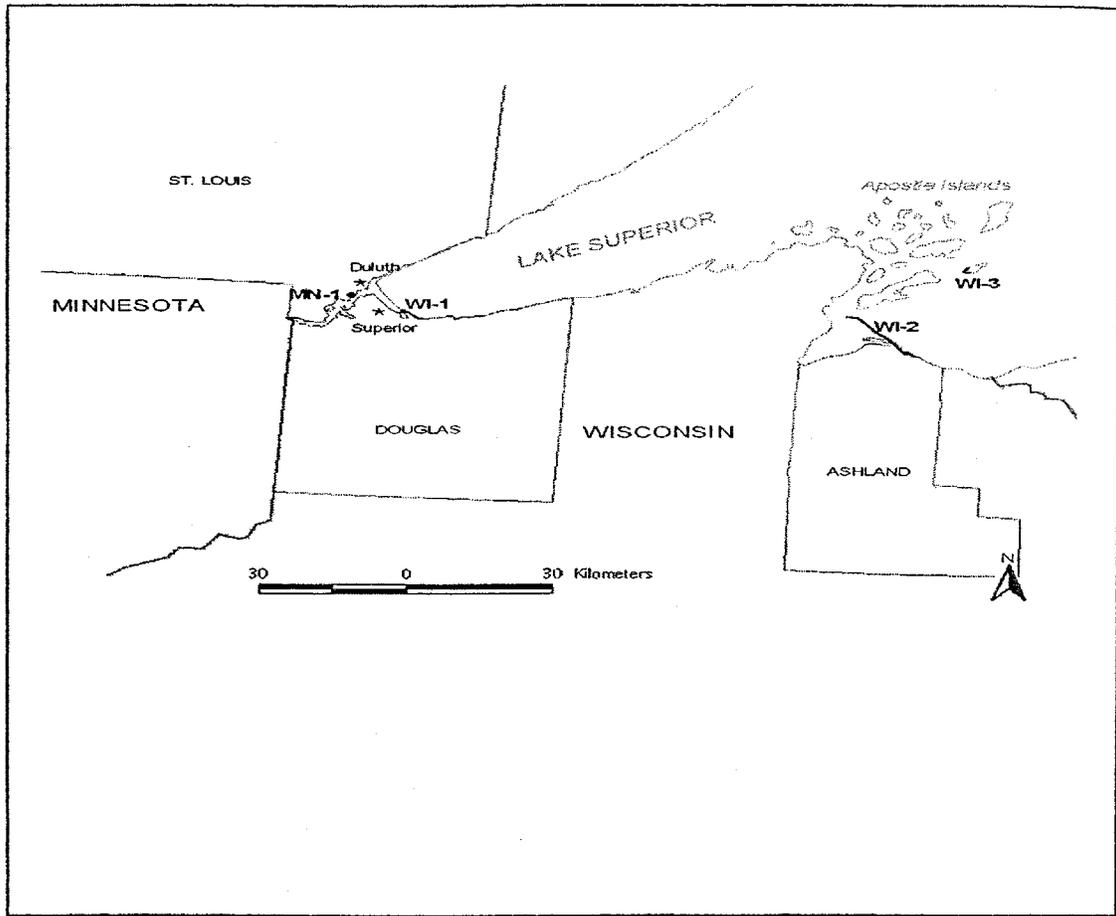 Apostle Islands
ST. LOUIS
LAKE SUPERIOR
Duluth
MN-1
WI-1
WI-3
MINNESOTA
Superior
WI-2
DOUGLAS
WISCONSIN
ASHLAND
N
30 0 30 Kilometers